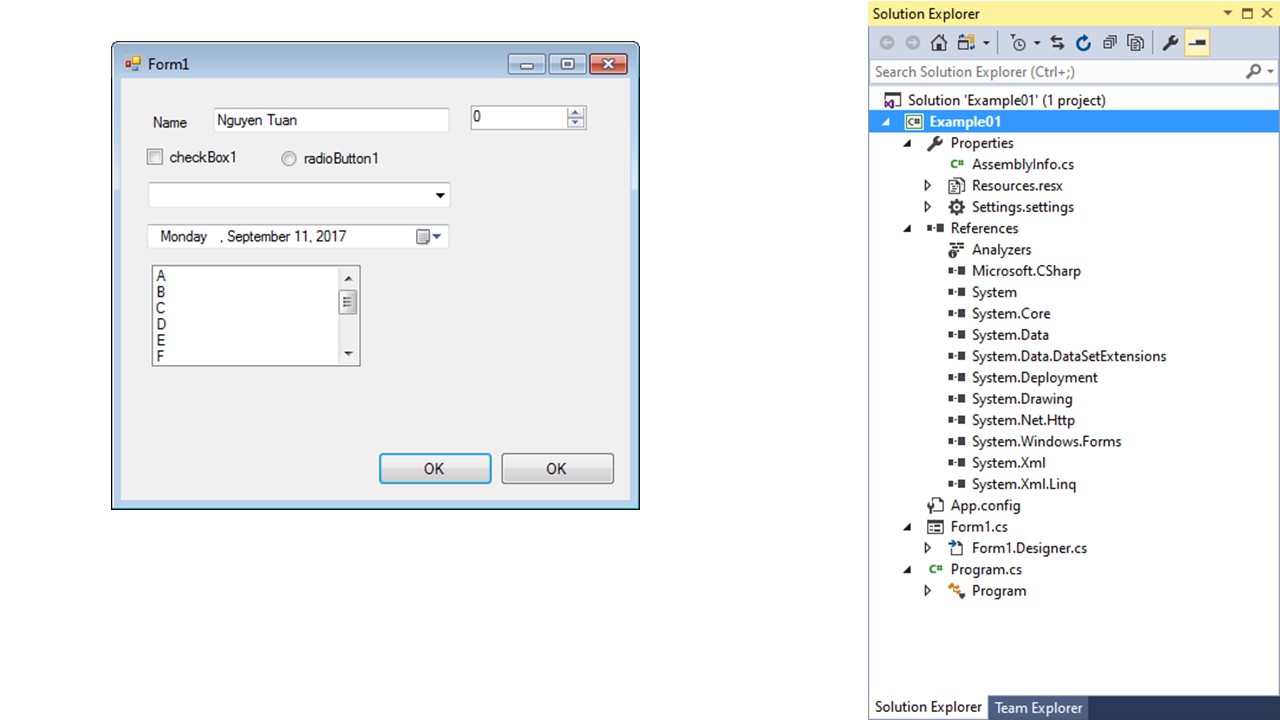 Form1
Name Nguyen Tuan 0
checkBox1 radioButton1
Monday , September 11, 2017
A
B
C
D
E
F
OK OK
Solution Explorer
Search Solution Explorer (Ctrl+;)
Solution 'Example01' (1 project)
C# Example01
Properties
C# AssemblyInfo.cs
Resources.resx
Settings.settings
References
Analyzers
Microsoft.CSharp
System
System.Core
System.Data
System.Data.DataSetExtensions
System.Deployment
System.Drawing
System.Net.Http
System.Windows.Forms
System.Xml
System.Xml.Linq
App.config
Form1.cs
Form1.Designer.cs
C# Program.cs
Program
Solution Explorer Team Explorer